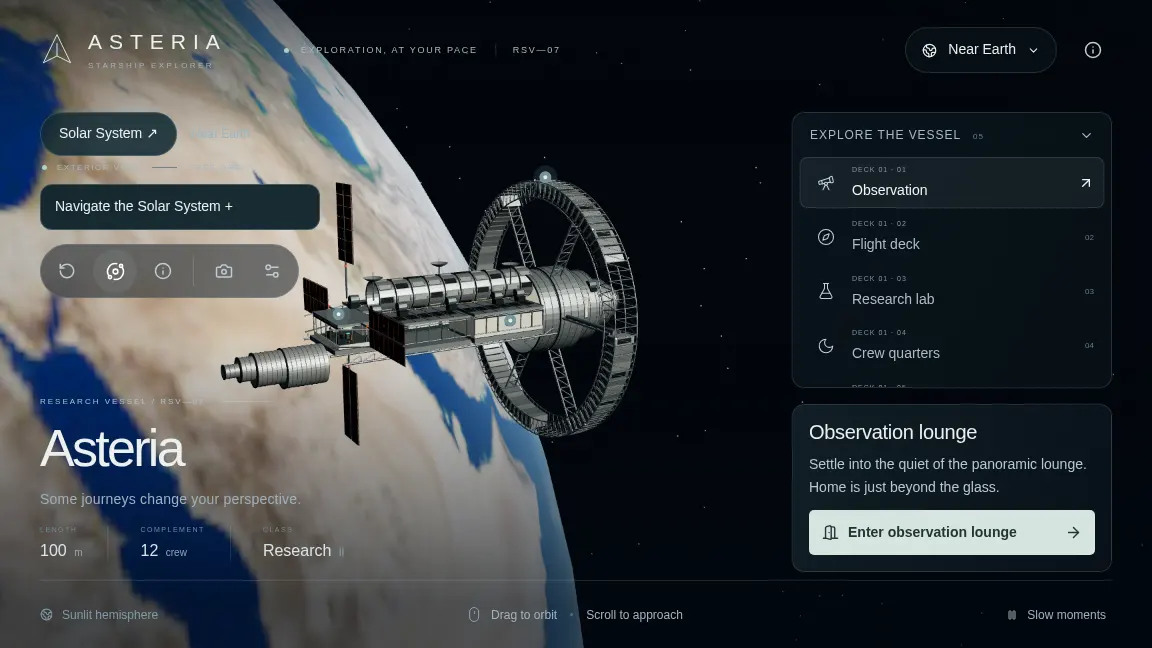 ASTERIA
STARSHIP EXPLORER
EXPLORATION, AT YOUR PACE
RSV—07
Near Earth
Solar System ↗
Navigate the Solar System +
EXPLORE THE VESSEL 05
DECK 01 · 01
Observation
DECK 01 · 02
Flight deck
02
DECK 01 · 03
Research lab
03
DECK 01 · 04
Crew quarters
04
RESEARCH VESSEL / RSV—07
Asteria
Some journeys change your perspective.
LENGTH
100 m
COMPLEMENT
12 crew
CLASS
Research II
Observation lounge
Settle into the quiet of the panoramic lounge.
Home is just beyond the glass.
Enter observation lounge
Sunlit hemisphere
Drag to orbit · Scroll to approach
Slow moments